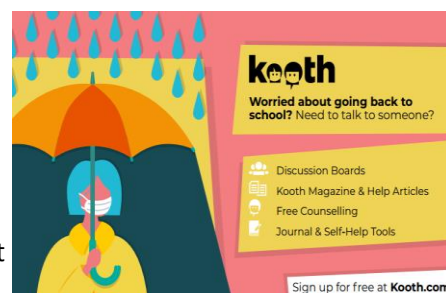 kooth
Worried about going back to
school? Need to talk to someone?
Discussion Boards
Kooth Magazine & Help Articles
Free Counselling
Journal & Self-Help Tools
Sign up for free at Kooth.com